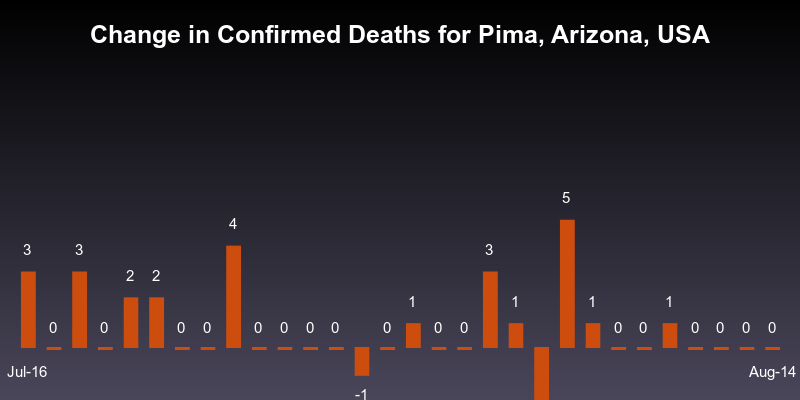 Change in Confirmed Deaths for Pima, Arizona, USA
5
4
3 3 3
2 2
1 1 1 1
0 0 0 0 0 0 0 0 0 0 0 0 0 0 0 0 0 0
Jul-16 Aug-14
-1